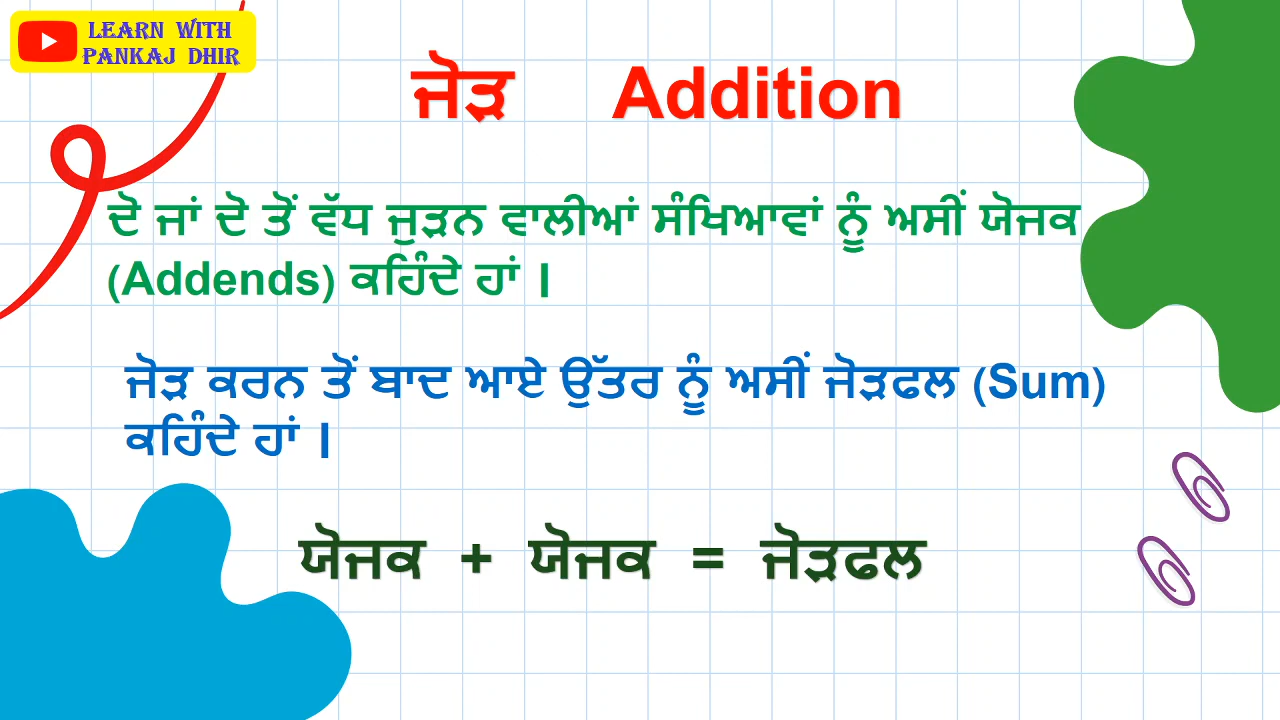 LEARN WITH
PANKAJ DHIR
ਜੋੜ Addition
ਦੋ ਜਾਂ ਦੋ ਤੋਂ ਵੱਧ ਜੁੜਨ ਵਾਲੀਆਂ ਸੰਖਿਆਵਾਂ ਨੂੰ ਅਸੀਂ ਯੋਜਕ
(Addends) ਕਹਿੰਦੇ ਹਾਂ ।
ਜੋੜ ਕਰਨ ਤੋਂ ਬਾਦ ਆਏ ਉੱਤਰ ਨੂੰ ਅਸੀਂ ਜੋੜਫਲ (Sum)
ਕਹਿੰਦੇ ਹਾਂ ।
ਯੋਜਕ + ਯੋਜਕ = ਜੋੜਫਲ